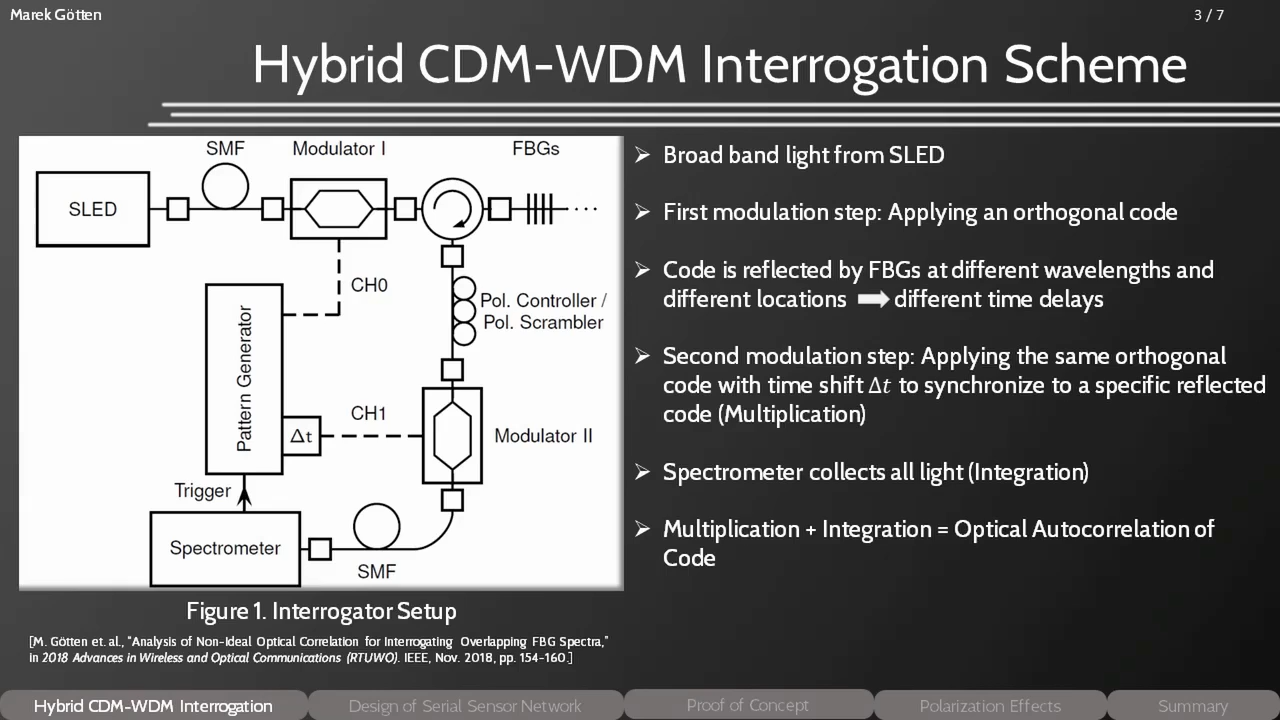 Marek Götten
3 / 7
Hybrid CDM-WDM Interrogation Scheme
SMF
Modulator I
FBGs
SLED
CH0
Pol. Controller /
Pol. Scrambler
Pattern Generator
CH1
Δt
Modulator II
Trigger
Spectrometer
SMF
Figure 1. Interrogator Setup
[M. Götten et. al., "Analysis of Non-Ideal Optical Correlation for Interrogating Overlapping FBG Spectra,"
in 2018 Advances in Wireless and Optical Communications (RTUWO). IEEE, Nov. 2018, pp. 154-160.]
➢ Broad band light from SLED
➢ First modulation step: Applying an orthogonal code
➢ Code is reflected by FBGs at different wavelengths and
different locations ➡ different time delays
➢ Second modulation step: Applying the same orthogonal
code with time shift Δt to synchronize to a specific reflected
code (Multiplication)
➢ Spectrometer collects all light (Integration)
➢ Multiplication + Integration = Optical Autocorrelation of
Code
Hybrid CDM-WDM Interrogation
Design of Serial Sensor Network
Proof of Concept
Polarization Effects
Summary